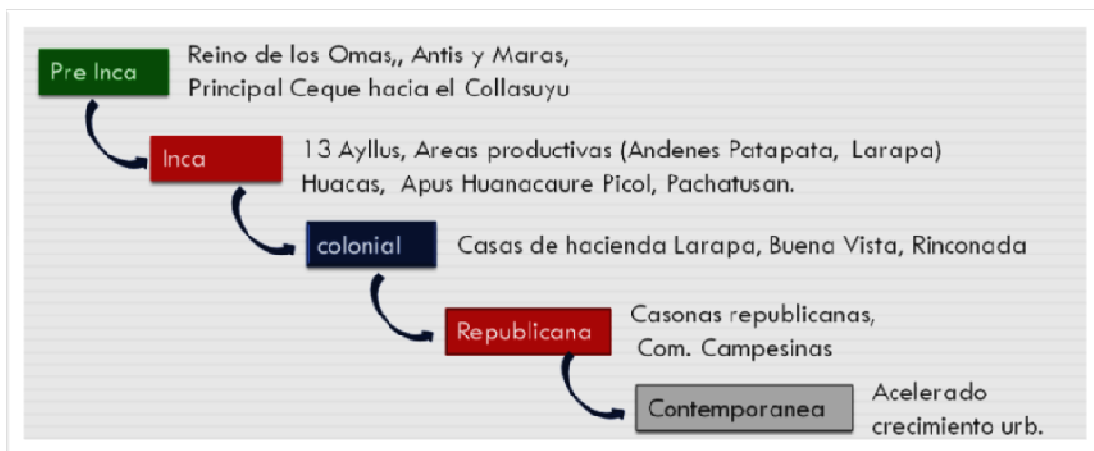 Pre Inca
Reino de los Omas,, Antis y Maras,
Principal Ceque hacia el Collasuyu
Inca
13 Ayllus, Areas productivas (Andenes Patapata, Larapa)
Huacas, Apus Huanacaure Picol, Pachatusan.
colonial
Casas de hacienda Larapa, Buena Vista, Rinconada
Republicana
Casonas republicanas,
Com. Campesinas
Contemporanea
Acelerado
crecimiento urb.